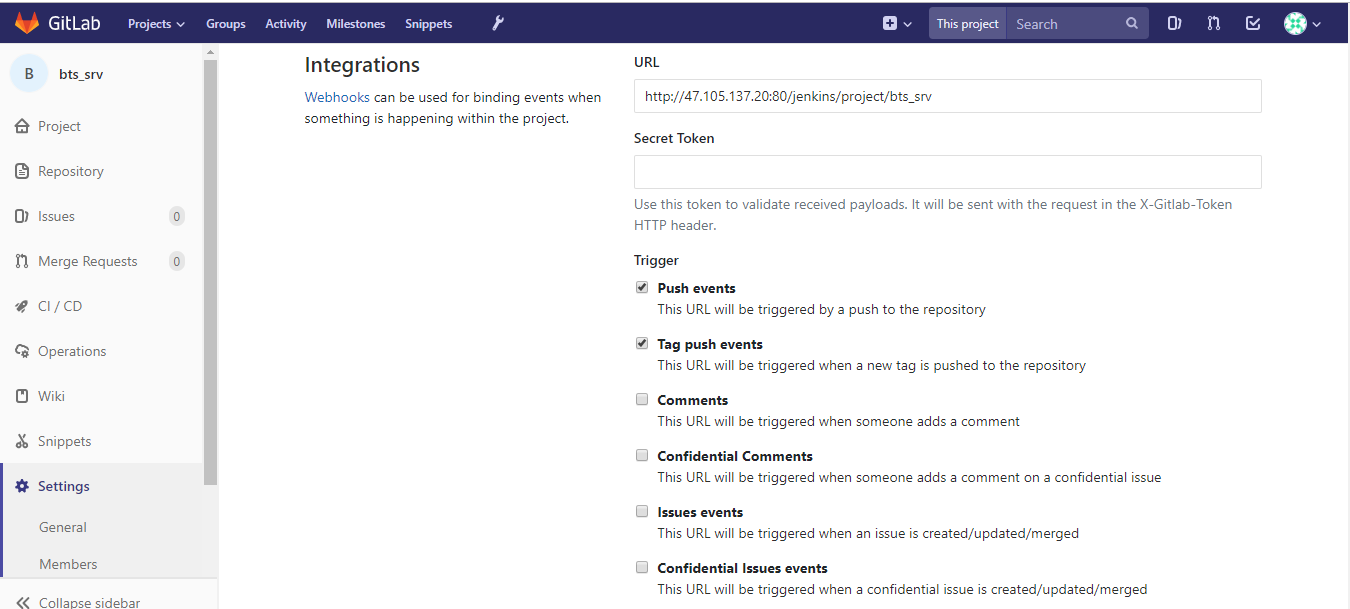 GitLab Projects Groups Activity Milestones Snippets This project Search
B bts_srv
Project
Repository
Issues 0
Merge Requests 0
CI / CD
Operations
Wiki
Snippets
Settings
General
Members
Collapse sidebar
Integrations
Webhooks can be used for binding events when
something is happening within the project.
URL
http://47.105.137.20:80/jenkins/project/bts_srv
Secret Token
Use this token to validate received payloads. It will be sent with the request in the X-Gitlab-Token
HTTP header.
Trigger
Push events
This URL will be triggered by a push to the repository
Tag push events
This URL will be triggered when a new tag is pushed to the repository
Comments
This URL will be triggered when someone adds a comment
Confidential Comments
This URL will be triggered when someone adds a comment on a confidential issue
Issues events
This URL will be triggered when an issue is created/updated/merged
Confidential Issues events
This URL will be triggered when a confidential issue is created/updated/merged